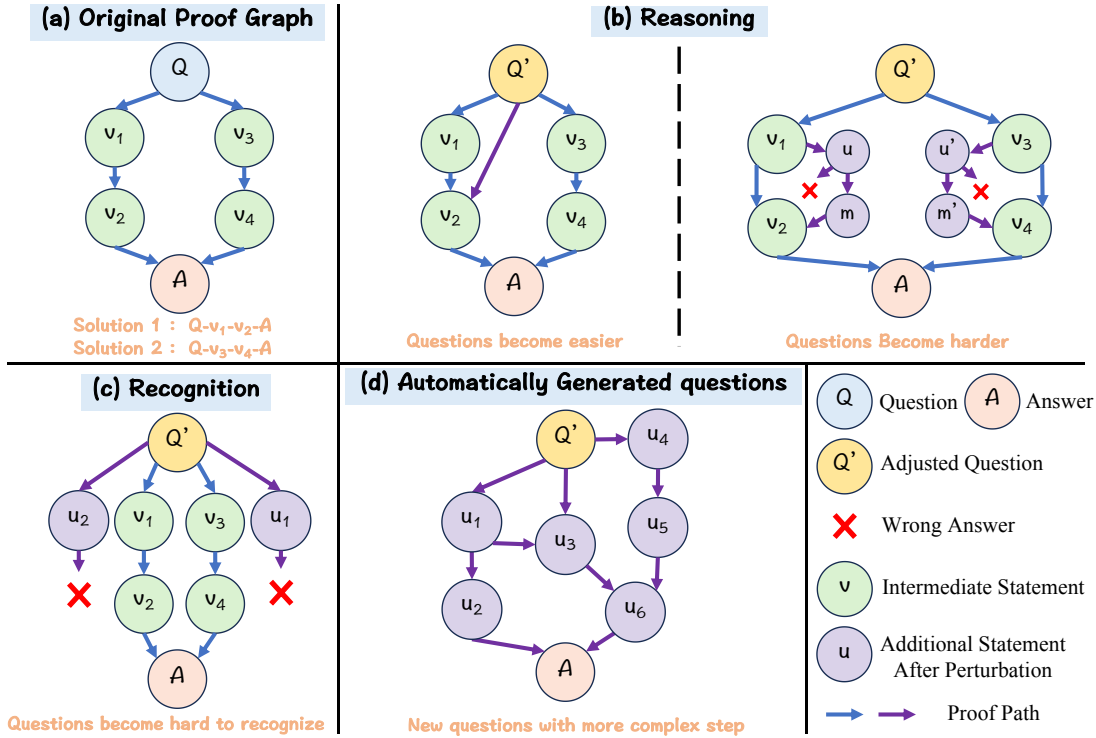 (a) Original Proof Graph
Q
v1
v3
v2
v4
A
Solution 1 : Q-v1-v2-A
Solution 2 : Q-v3-v4-A
(b) Reasoning
Q'
v1
v3
v2
v4
A
Questions become easier
Q'
v1
u
u'
v3
v2
m
m'
v4
A
Questions Become harder
(c) Recognition
Q'
u2
v1
v3
u1
v2
v4
A
Questions become hard to recognize
(d) Automatically Generated questions
Q'
u4
u1
u3
u5
u2
u6
A
New questions with more complex step
Q
Question
A
Answer
Q'
Adjusted Question
Wrong Answer
v
Intermediate Statement
u
Additional Statement
After Perturbation
Proof Path